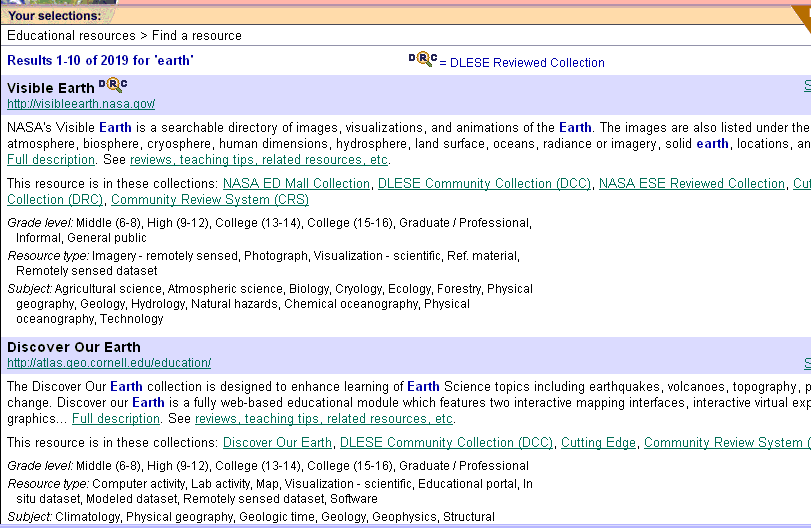 Your selections:
Educational resources > Find a resource
Results 1-10 of 2019 for 'earth'
DRC = DLESE Reviewed Collection
Visible Earth DRC
http://visibleearth.nasa.gov/
NASA's Visible Earth is a searchable directory of images, visualizations, and animations of the Earth. The images are also listed under the
atmosphere, biosphere, cryosphere, human dimensions, hydrosphere, land surface, oceans, radiance or imagery, solid earth, locations, an
Full description. See reviews, teaching tips, related resources, etc.
This resource is in these collections: NASA ED Mall Collection, DLESE Community Collection (DCC), NASA ESE Reviewed Collection, Cut
Collection (DRC), Community Review System (CRS)
Grade level: Middle (6-8), High (9-12), College (13-14), College (15-16), Graduate / Professional,
Informal, General public
Resource type: Imagery - remotely sensed, Photograph, Visualization - scientific, Ref. material,
Remotely sensed dataset
Subject: Agricultural science, Atmospheric science, Biology, Cryology, Ecology, Forestry, Physical
geography, Geology, Hydrology, Natural hazards, Chemical oceanography, Physical
oceanography, Technology
Discover Our Earth
http://atlas.geo.cornell.edu/education/
The Discover Our Earth collection is designed to enhance learning of Earth Science topics including earthquakes, volcanoes, topography, p
change. Discover our Earth is a fully web-based educational module which features two interactive mapping interfaces, interactive virtual exp
graphics... Full description. See reviews, teaching tips, related resources, etc.
This resource is in these collections: Discover Our Earth, DLESE Community Collection (DCC), Cutting Edge, Community Review System (
Grade level: Middle (6-8), High (9-12), College (13-14), College (15-16), Graduate / Professional
Resource type: Computer activity, Lab activity, Map, Visualization - scientific, Educational portal, In
situ dataset, Modeled dataset, Remotely sensed dataset, Software
Subject: Climatology, Physical geography, Geologic time, Geology, Geophysics, Structural